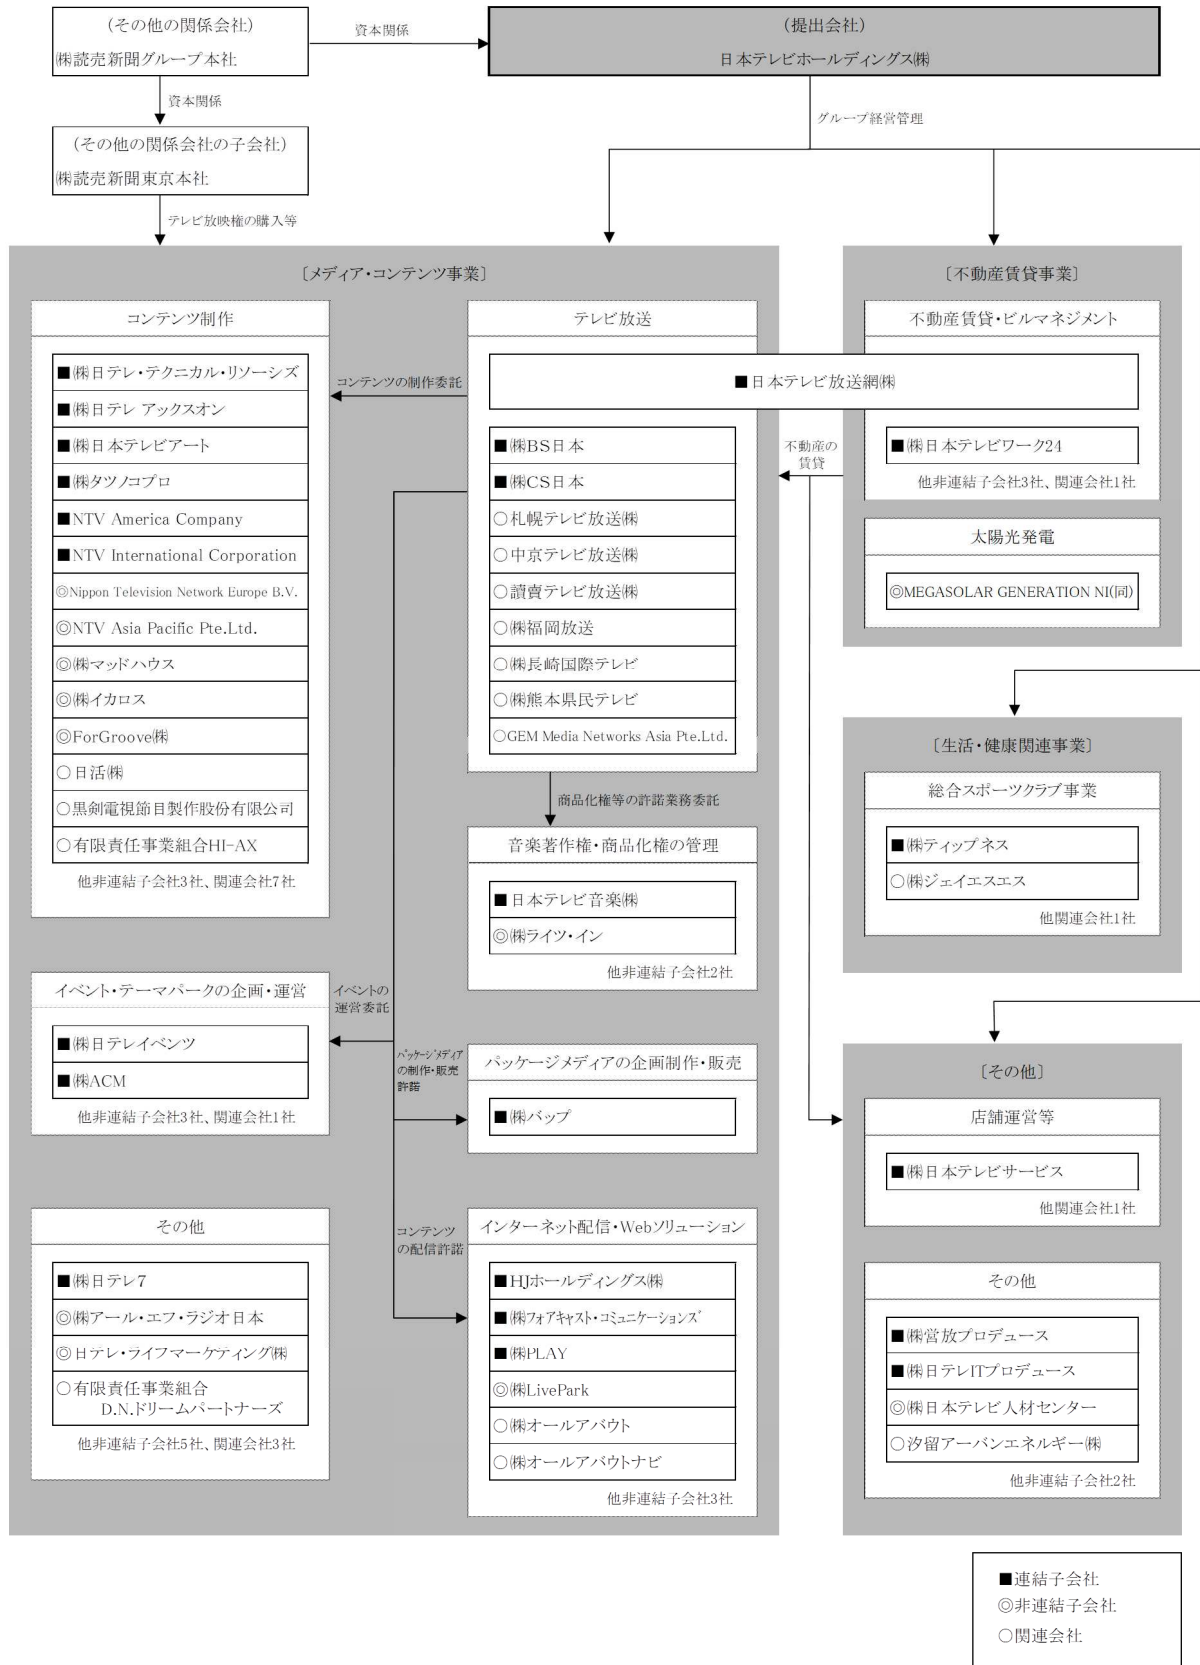 (その他の関係会社)
㈱読売新聞グループ本社
資本関係
(提出会社)
日本テレビホールディングス㈱
資本関係
グループ経営管理
(その他の関係会社の子会社)
㈱読売新聞東京本社
テレビ放映権の購入等
〔メディア・コンテンツ事業〕
コンテンツ制作
■㈱日テレ・テクニカル・リソーシズ
■㈱日テレ アックスオン
■㈱日本テレビアート
■㈱タツノコプロ
■NTV America Company
■NTV International Corporation
◎Nippon Television Network Europe B.V.
◎NTV Asia Pacific Pte.Ltd.
◎㈱マッドハウス
◎㈱イカロス
◎ForGroove㈱
○日活㈱
○黒剣電視節目製作股份有限公司
○有限責任事業組合HI-AX
他非連結子会社3社、関連会社7社
コンテンツの制作委託
テレビ放送
■日本テレビ放送網㈱
■㈱BS日本
■㈱CS日本
○札幌テレビ放送㈱
○中京テレビ放送㈱
○讀賣テレビ放送㈱
○㈱福岡放送
○㈱長崎国際テレビ
○㈱熊本県民テレビ
○GEM Media Networks Asia Pte.Ltd.
商品化権等の許諾業務委託
音楽著作権・商品化権の管理
■日本テレビ音楽㈱
◎㈱ライツ・イン
他非連結子会社2社
イベント・テーマパークの企画・運営
■㈱日テレイベンツ
■㈱ACM
他非連結子会社3社、関連会社1社
イベントの
運営委託
パッケージメディア
の制作・販売
許諾
パッケージメディアの企画制作・販売
■㈱バップ
その他
■㈱日テレ7
◎㈱アール・エフ・ラジオ日本
◎日テレ・ライフマーケティング㈱
○有限責任事業組合
D.N.ドリームパートナーズ
他非連結子会社5社、関連会社3社
コンテンツ
の配信許諾
インターネット配信・Webソリューション
■HJホールディングス㈱
■㈱フォアキャスト・コミュニケーションズ
■㈱PLAY
◎㈱LivePark
○㈱オールアバウト
○㈱オールアバウトナビ
他非連結子会社3社
不動産の
賃貸
〔不動産賃貸事業〕
不動産賃貸・ビルマネジメント
■㈱日本テレビワーク24
他非連結子会社3社、関連会社1社
太陽光発電
◎MEGASOLAR GENERATION NI(同)
〔生活・健康関連事業〕
総合スポーツクラブ事業
■㈱ティップネス
○㈱ジェイエスエス
他関連会社1社
〔その他〕
店舗運営等
■㈱日本テレビサービス
他関連会社1社
その他
■㈱営放プロデュース
■㈱日テレITプロデュース
◎㈱日本テレビ人材センター
○汐留アーバンエネルギー㈱
他非連結子会社2社
■連結子会社
◎非連結子会社
○関連会社